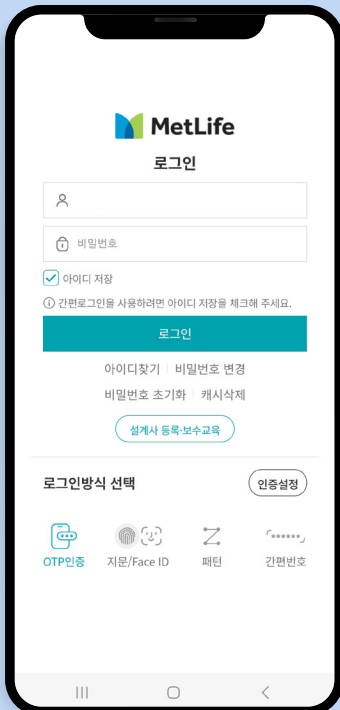 MetLife
로그인
비밀번호
아이디 저장
간편로그인을 사용하려면 아이디 저장을 체크해 주세요.
로그인
아이디찾기 | 비밀번호 변경
비밀번호 초기화 | 캐시삭제
설계사 등록·보수교육
로그인방식 선택 인증설정
OTP인증 지문/Face ID 패턴 간편번호